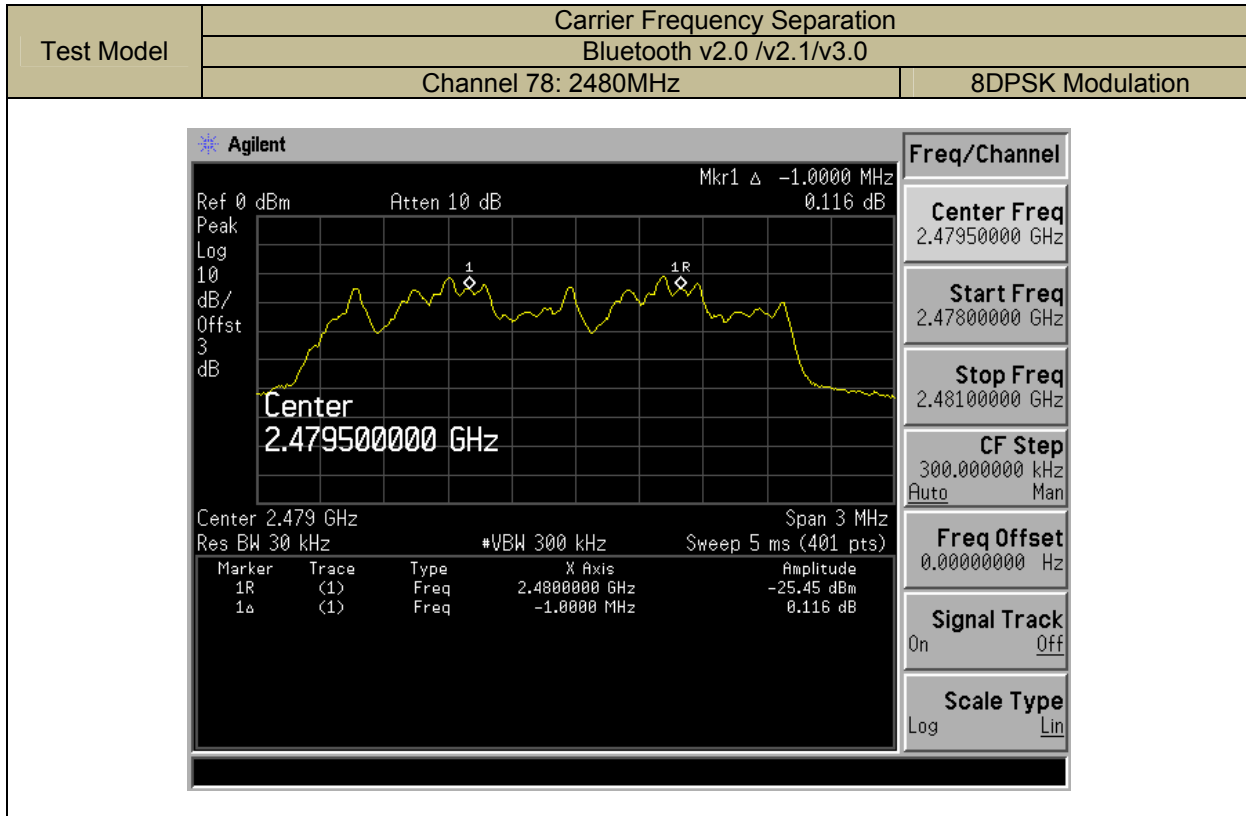 Test Model
Carrier Frequency Separation
Bluetooth v2.0 /v2.1/v3.0
Channel 78: 2480MHz
8DPSK Modulation
Agilent
Mkr1 Δ -1.0000 MHz
Ref 0 dBm Atten 10 dB 0.116 dB
Peak
Log
10
dB/
Offst
3
dB
1
1R
Center
2.479500000 GHz
Center 2.479 GHz Span 3 MHz
Res BW 30 kHz #VBW 300 kHz Sweep 5 ms (401 pts)
Marker Trace Type X Axis Amplitude
1R (1) Freq 2.4800000 GHz -25.45 dBm
1Δ (1) Freq -1.0000 MHz 0.116 dB
Freq/Channel
Center Freq
2.47950000 GHz
Start Freq
2.47800000 GHz
Stop Freq
2.48100000 GHz
CF Step
300.000000 kHz
Auto Man
Freq Offset
0.00000000 Hz
Signal Track
On Off
Scale Type
Log Lin